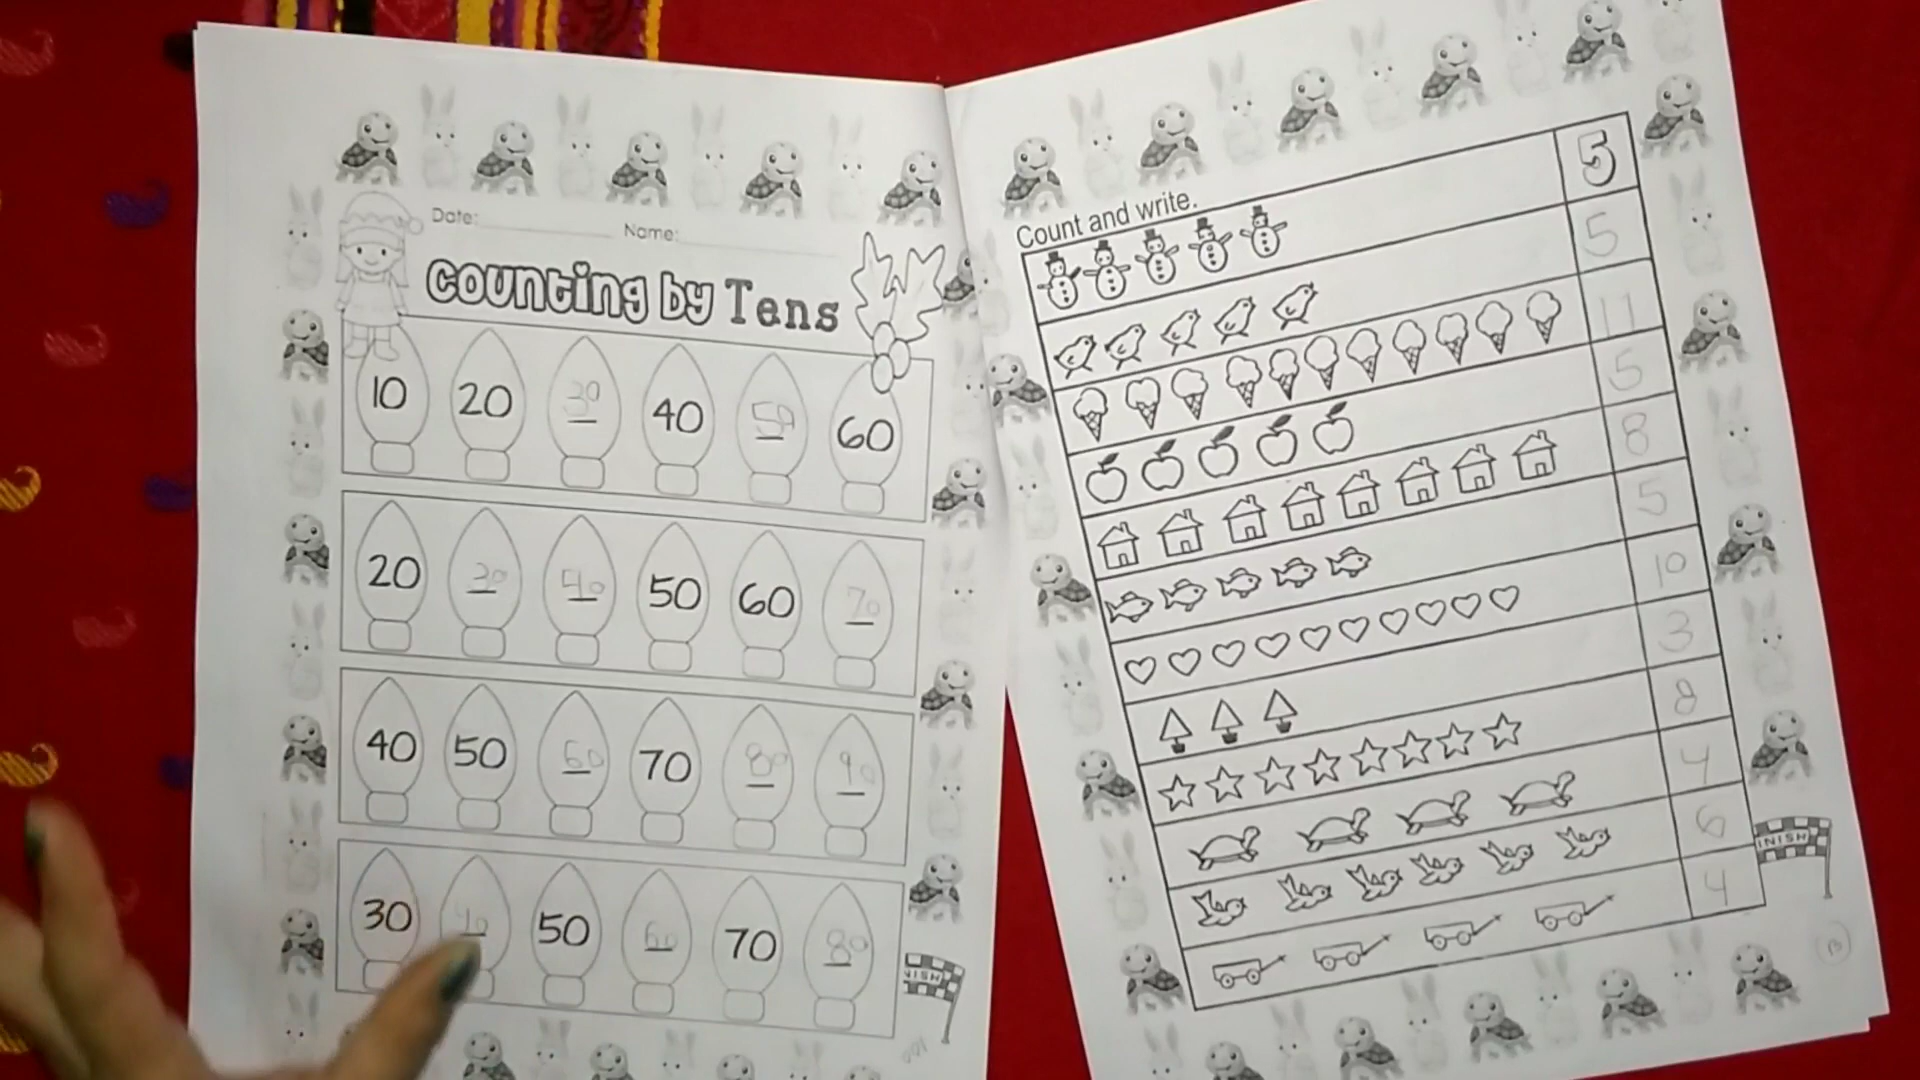 Date: Name:
Counting by Tens
10 20 30 40 50 60
20 30 40 50 60 70
40 50 60 70 80 90
30 40 50 60 70 80
NISH
Count and write.
5
5
11
5
8
5
10
3
8
4
6
4
INISH
13